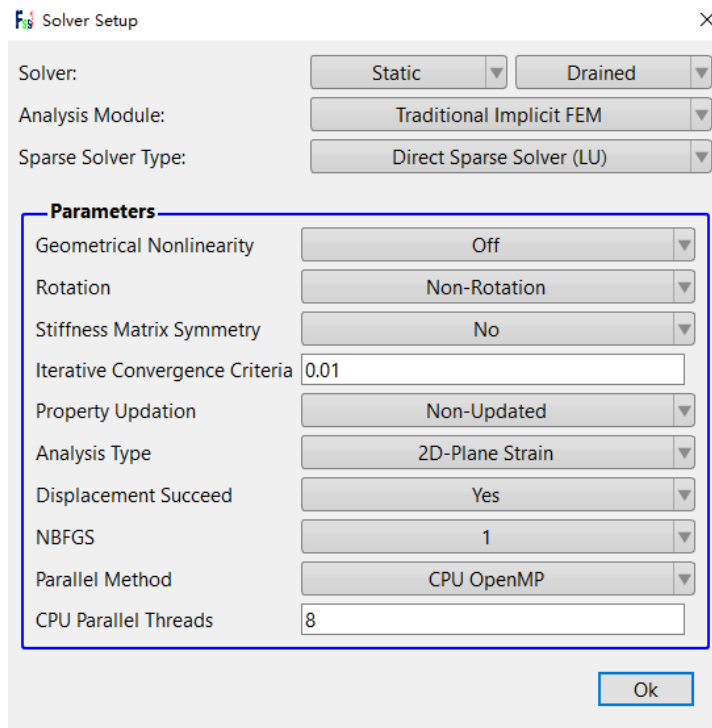 Solver Setup
Solver: Static Drained
Analysis Module: Traditional Implicit FEM
Sparse Solver Type: Direct Sparse Solver (LU)
Parameters
Geometrical Nonlinearity Off
Rotation Non-Rotation
Stiffness Matrix Symmetry No
Iterative Convergence Criteria 0.01
Property Updation Non-Updated
Analysis Type 2D-Plane Strain
Displacement Succeed Yes
NBFGS 1
Parallel Method CPU OpenMP
CPU Parallel Threads 8
Ok